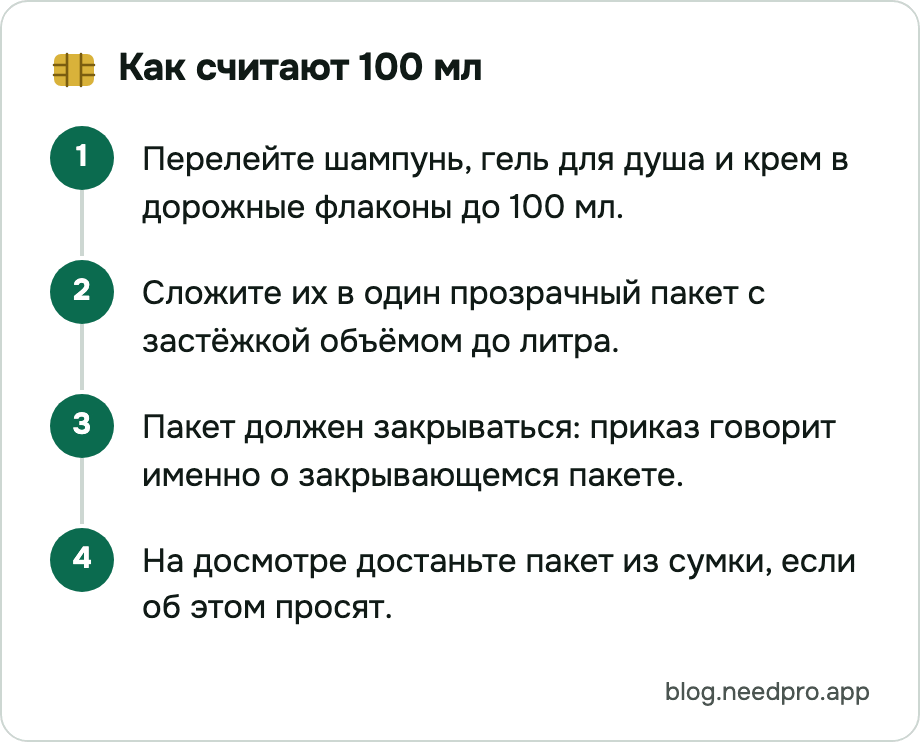 Как считают 100 мл
1
Перелейте шампунь, гель для душа и крем в
дорожные флаконы до 100 мл.
2
Сложите их в один прозрачный пакет с
застёжкой объёмом до литра.
3
Пакет должен закрываться: приказ говорит
именно о закрывающемся пакете.
4
На досмотре достаньте пакет из сумки, если
об этом просят.
blog.needpro.app